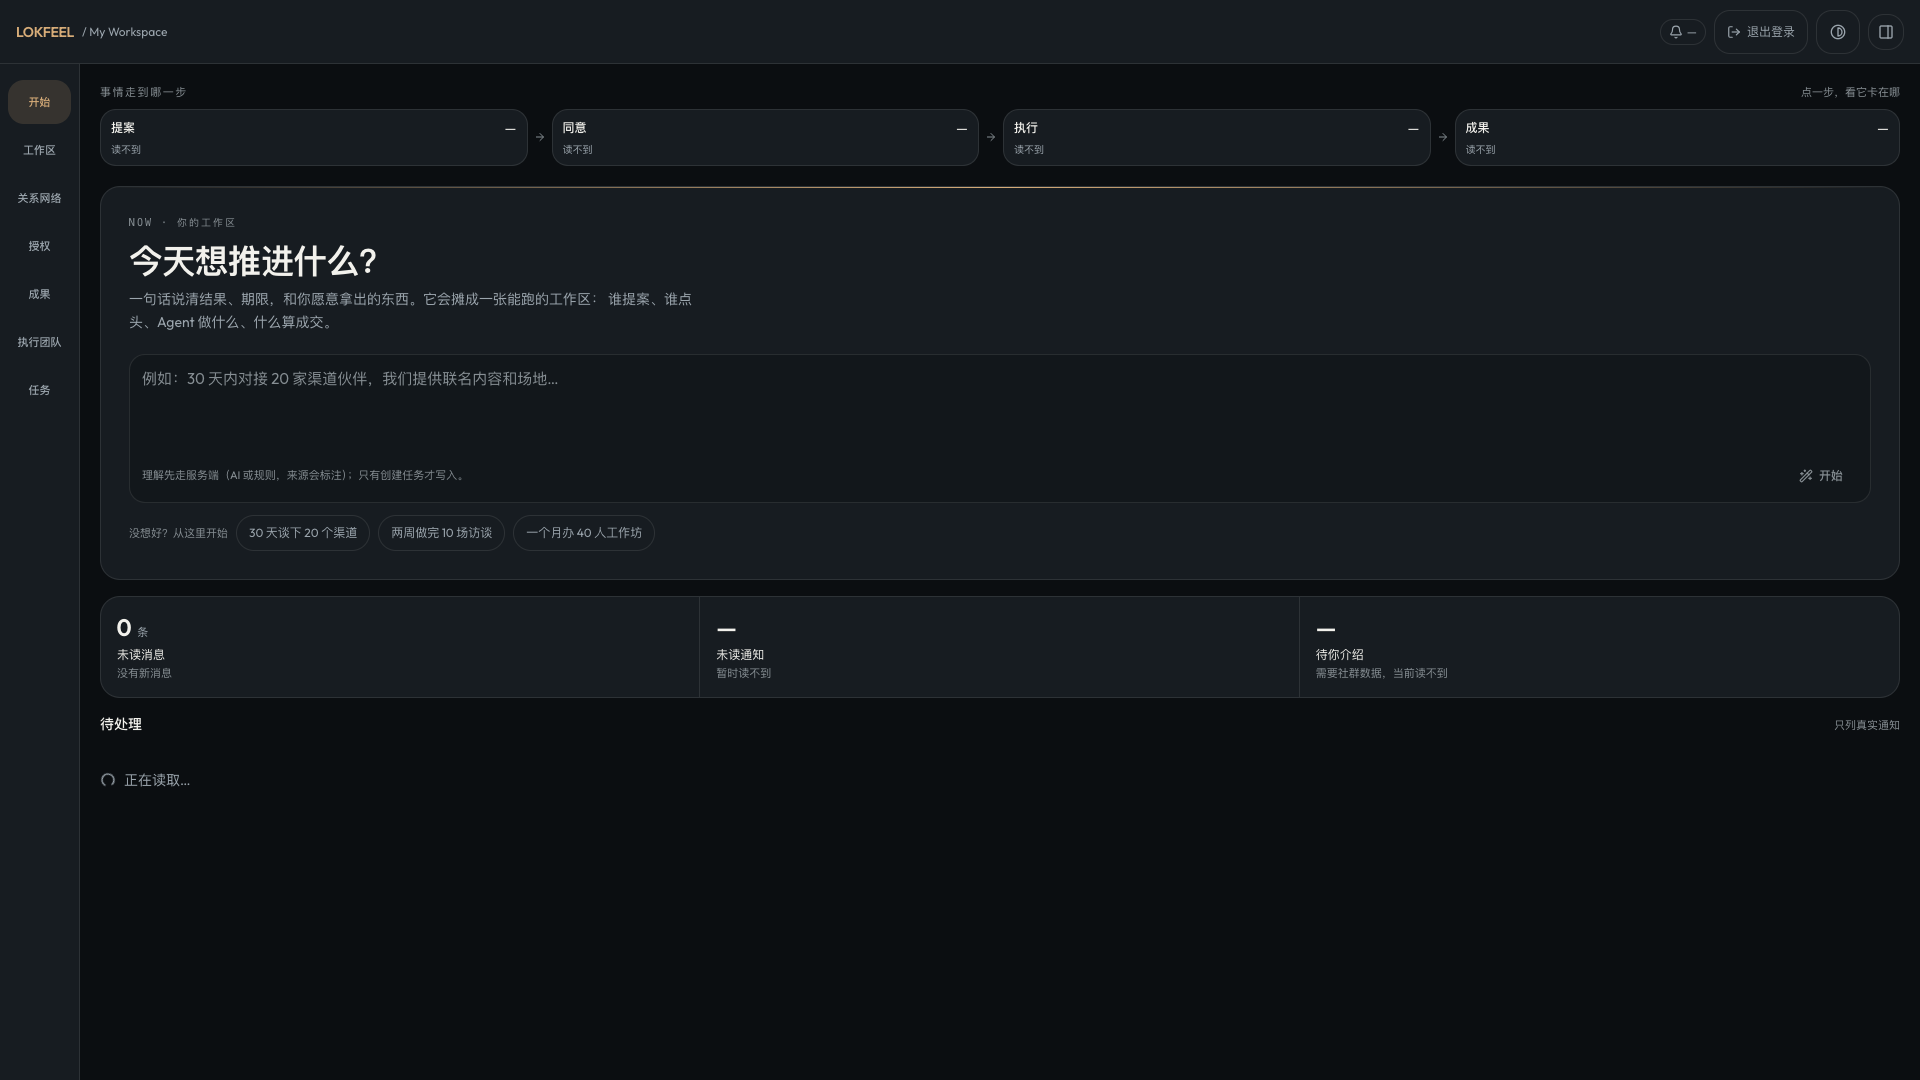 LOKFEEL / My Workspace
— 退出登录
开始
工作区
关系网络
授权
成果
执行团队
任务
事情走到哪一步
点一步，看它卡在哪
提案 —
读不到
同意 —
读不到
执行 —
读不到
成果 —
读不到
NOW · 你的工作区
今天想推进什么？
一句话说清结果、期限，和你愿意拿出的东西。它会摊成一张能跑的工作区： 谁提案、谁点
头、Agent 做什么、什么算成交。
例如：30 天内对接 20 家渠道伙伴，我们提供联名内容和场地…
理解先走服务端（AI 或规则，来源会标注）；只有创建任务才写入。
开始
没想好？从这里开始
30 天谈下 20 个渠道
两周做完 10 场访谈
一个月办 40 人工作坊
0 条
未读消息
没有新消息
—
未读通知
暂时读不到
—
待你介绍
需要社群数据，当前读不到
待处理
只列真实通知
正在读取…